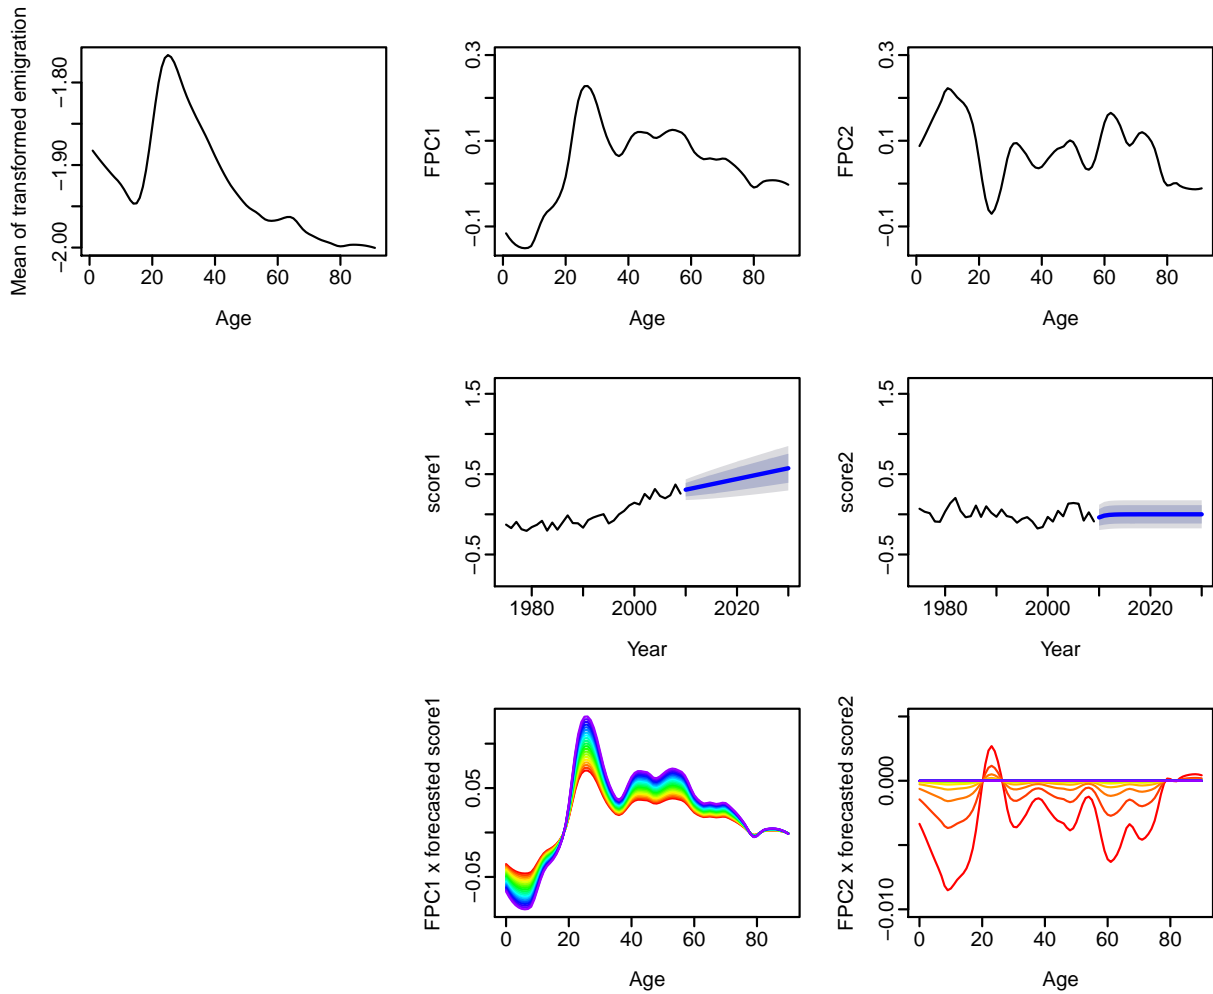 Mean of transformed emigration
−1.80
−1.90
−2.00
0 20 40 60 80
Age
FPC1
0.3
0.1
−0.1
0 20 40 60 80
Age
FPC2
0.3
0.1
−0.1
0 20 40 60 80
Age
score1
1.5
0.5
−0.5
1980 2000 2020
Year
score2
1.5
0.5
−0.5
1980 2000 2020
Year
FPC1 x forecasted score1
0.05
−0.05
0 20 40 60 80
Age
FPC2 x forecasted score2
0.000
−0.010
0 20 40 60 80
Age